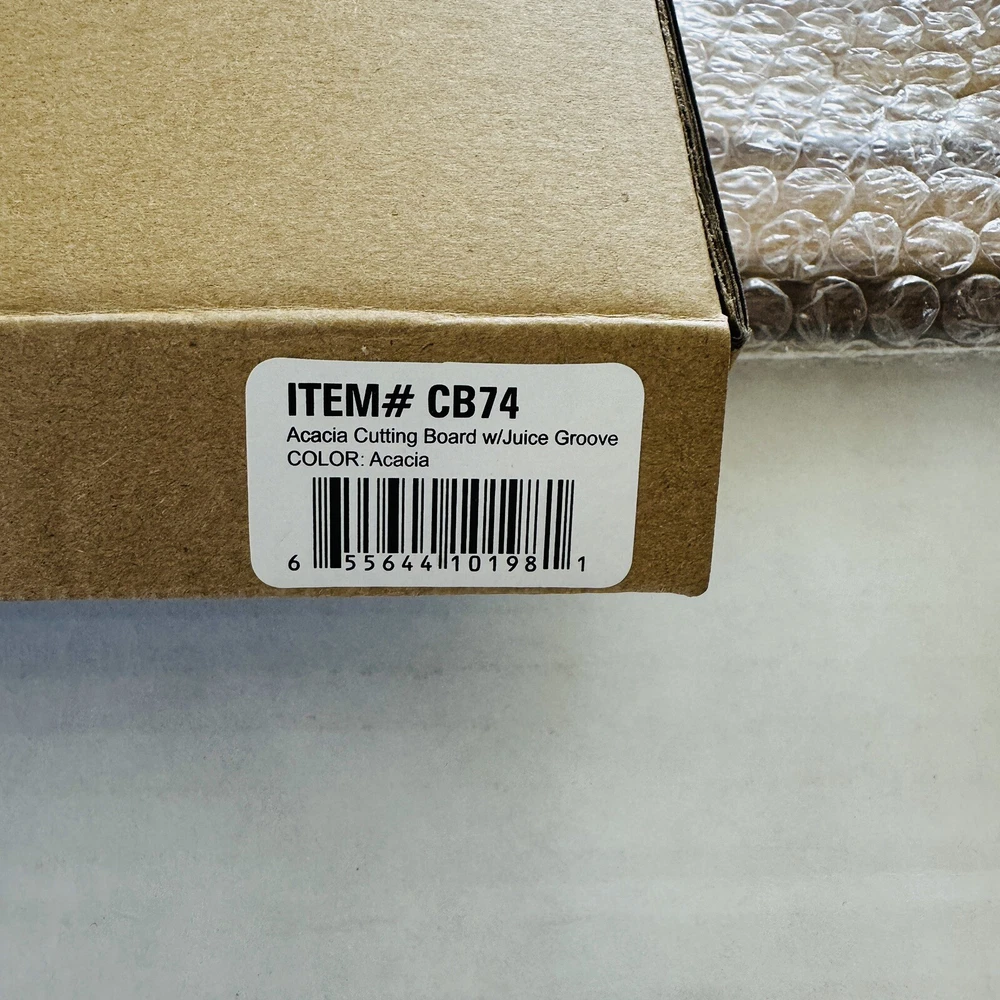 ITEM# CB74
Acacia Cutting Board w/Juice Groove
COLOR: Acacia
6 55644 10198 1